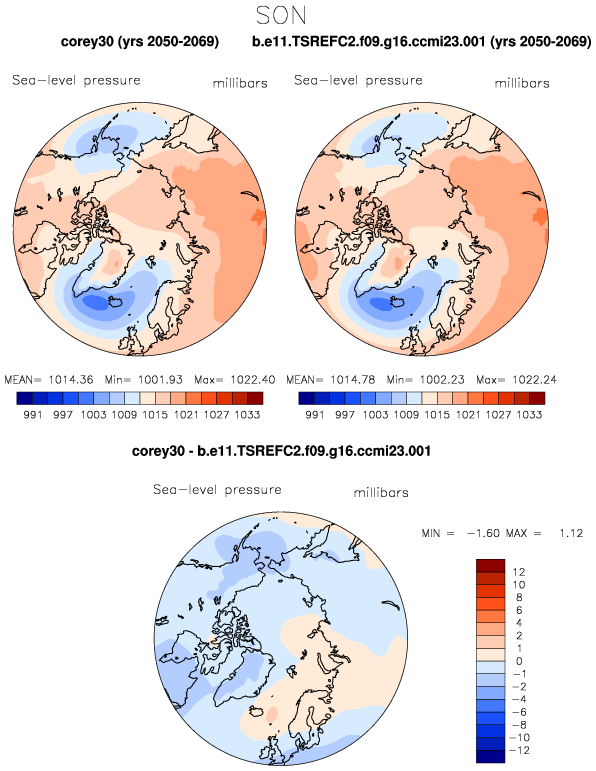 SON
corey30 (yrs 2050-2069) b.e11.TSREFC2.f09.g16.ccmi23.001 (yrs 2050-2069)
Sea-level pressure millibars Sea-level pressure millibars
MEAN= 1014.36 Min= 1001.93 Max= 1022.40 MEAN= 1014.78 Min= 1002.23 Max= 1022.24
991 997 1003 1009 1015 1021 1027 1033 991 997 1003 1009 1015 1021 1027 1033
corey30 - b.e11.TSREFC2.f09.g16.ccmi23.001
Sea-level pressure millibars
MIN = -1.60 MAX = 1.12
12
10
8
6
4
2
1
0
-1
-2
-4
-6
-8
-10
-12